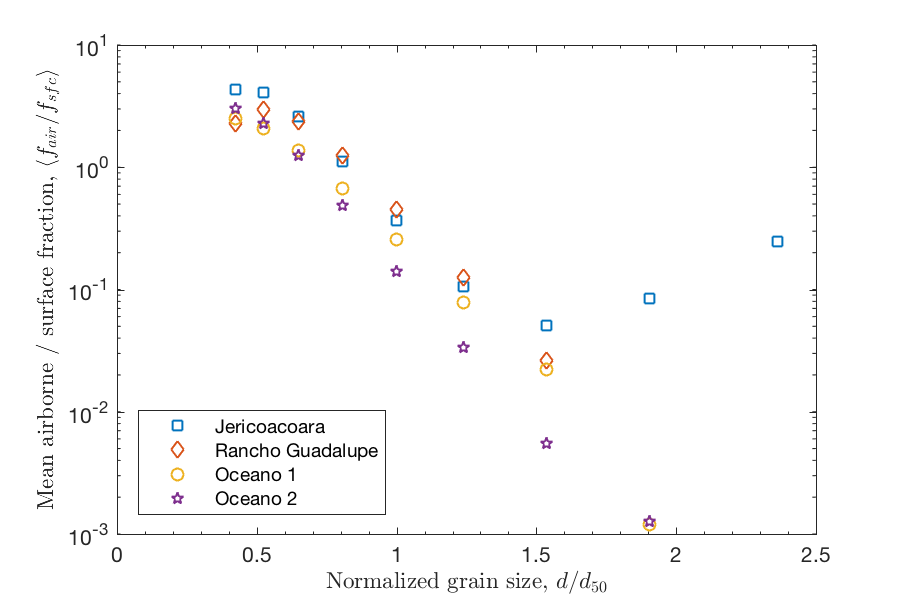 10^1
10^0
10^-1
10^-2
10^-3
Mean airborne / surface fraction, ⟨f_air/f_sfc⟩
Jericoacoara
Rancho Guadalupe
Oceano 1
Oceano 2
0 0.5 1 1.5 2 2.5
Normalized grain size, d/d_50